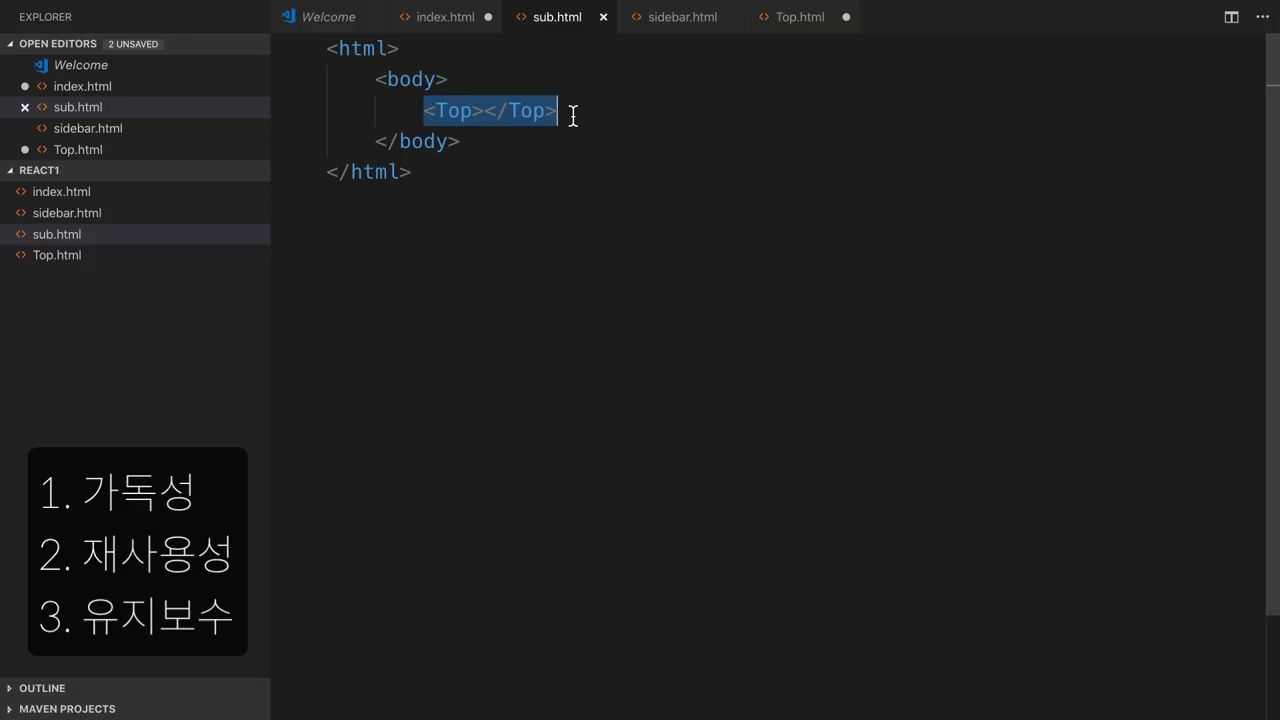 EXPLORER
OPEN EDITORS 2 UNSAVED
Welcome
index.html
sub.html
sidebar.html
Top.html
REACT1
index.html
sidebar.html
sub.html
Top.html
1. 가독성
2. 재사용성
3. 유지보수
OUTLINE
MAVEN PROJECTS
Welcome
index.html
sub.html
sidebar.html
Top.html
<html>
<body>
<Top></Top>
</body>
</html>